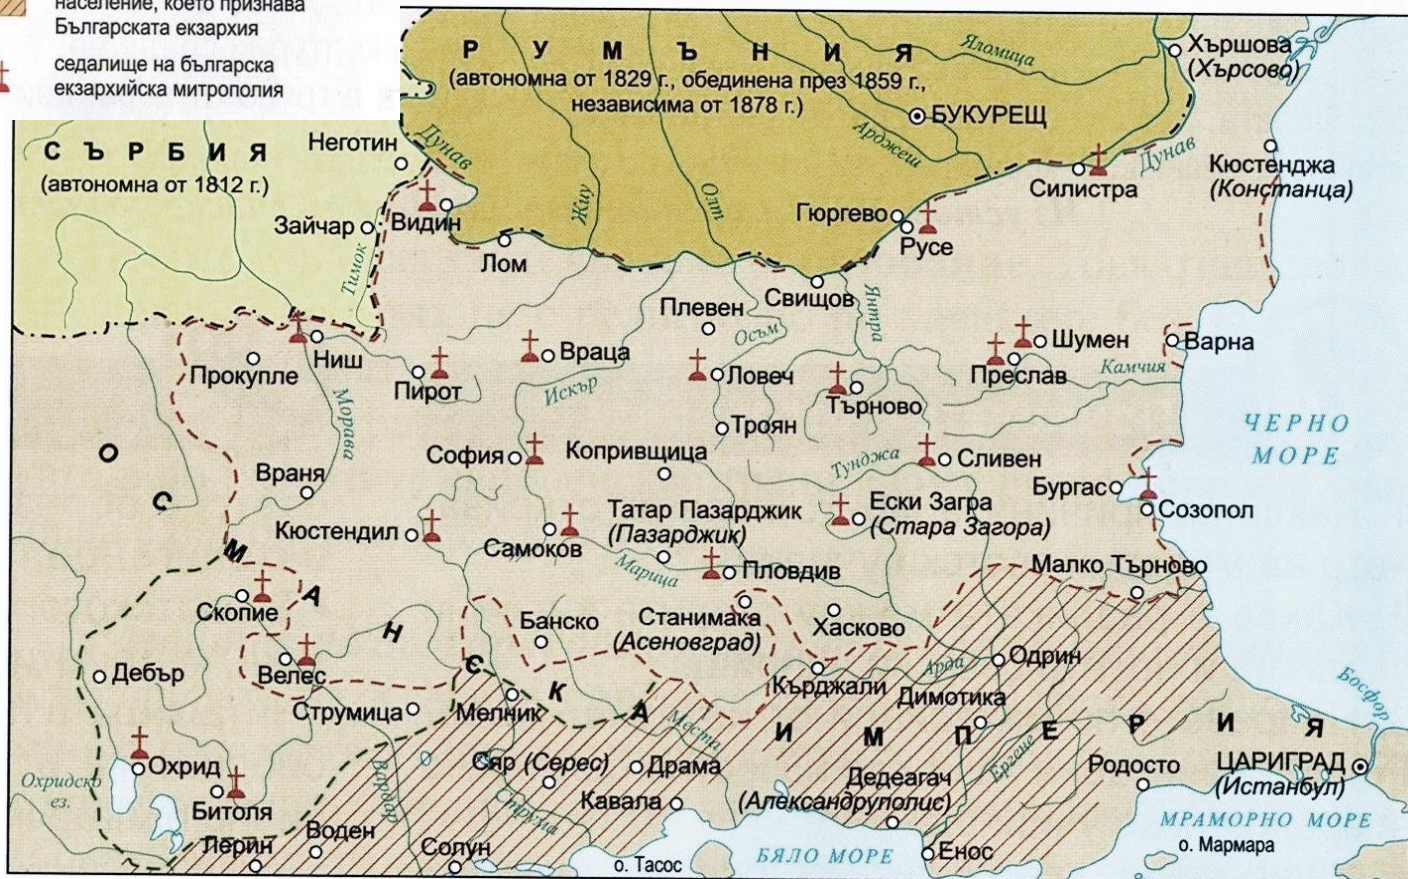 население, което признава
Българската екзархия
седалище на българска
екзархийска митрополия
РУМЪНИЯ
(автономна от 1829 г., обединена през 1859 г.,
независима от 1878 г.)
БУКУРЕЩ
Яломица
Арджеш
Хършова
(Хърсово)
Дунав
Кюстенджа
(Констанца)
Силистра
СЪРБИЯ
(автономна от 1812 г.)
Неготин
Дунав
Зайчар
Видин
Тимок
Лом
Жиу
Олт
Гюргево
Русе
Свищов
Янтра
Плевен
Осъм
Ниш
Прокупле
Пирот
Враца
Искър
Ловеч
Троян
Търново
Шумен
Преслав
Камчия
Варна
ЧЕРНО
МОРЕ
Морава
Враня
София
Копривщица
Тунджа
Сливен
Бургас
Созопол
Кюстендил
Самоков
Татар Пазарджик
(Пазарджик)
Марица
Пловдив
Ески Загра
(Стара Загора)
Малко Търново
ОСМАНСКА
ИМПЕРИЯ
Скопие
Велес
Дебър
Струмица
Банско
Мелник
Станимака
(Асеновград)
Хасково
Кърджали
Арда
Одрин
Димотика
Места
Охрид
Охридско
ез.
Битоля
Лерин
Воден
Вардар
Солун
Сяр (Серес)
Струма
Драма
Кавала
о. Тасос
Дедеагач
(Александруполис)
Ергене
Енос
БЯЛО МОРЕ
Родосто
ЦАРИГРАД
(Истанбул)
Босфор
МРАМОРНО МОРЕ
о. Мармара